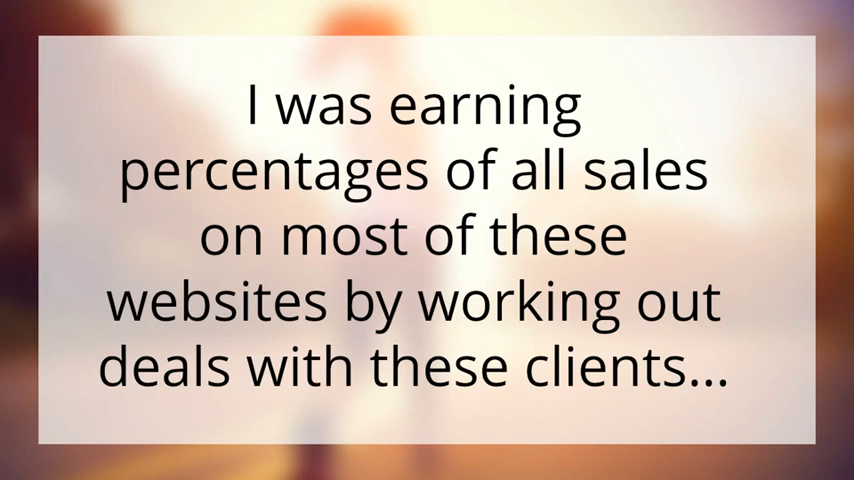 I was earning
percentages of all sales
on most of these
websites by working out
deals with these clients...